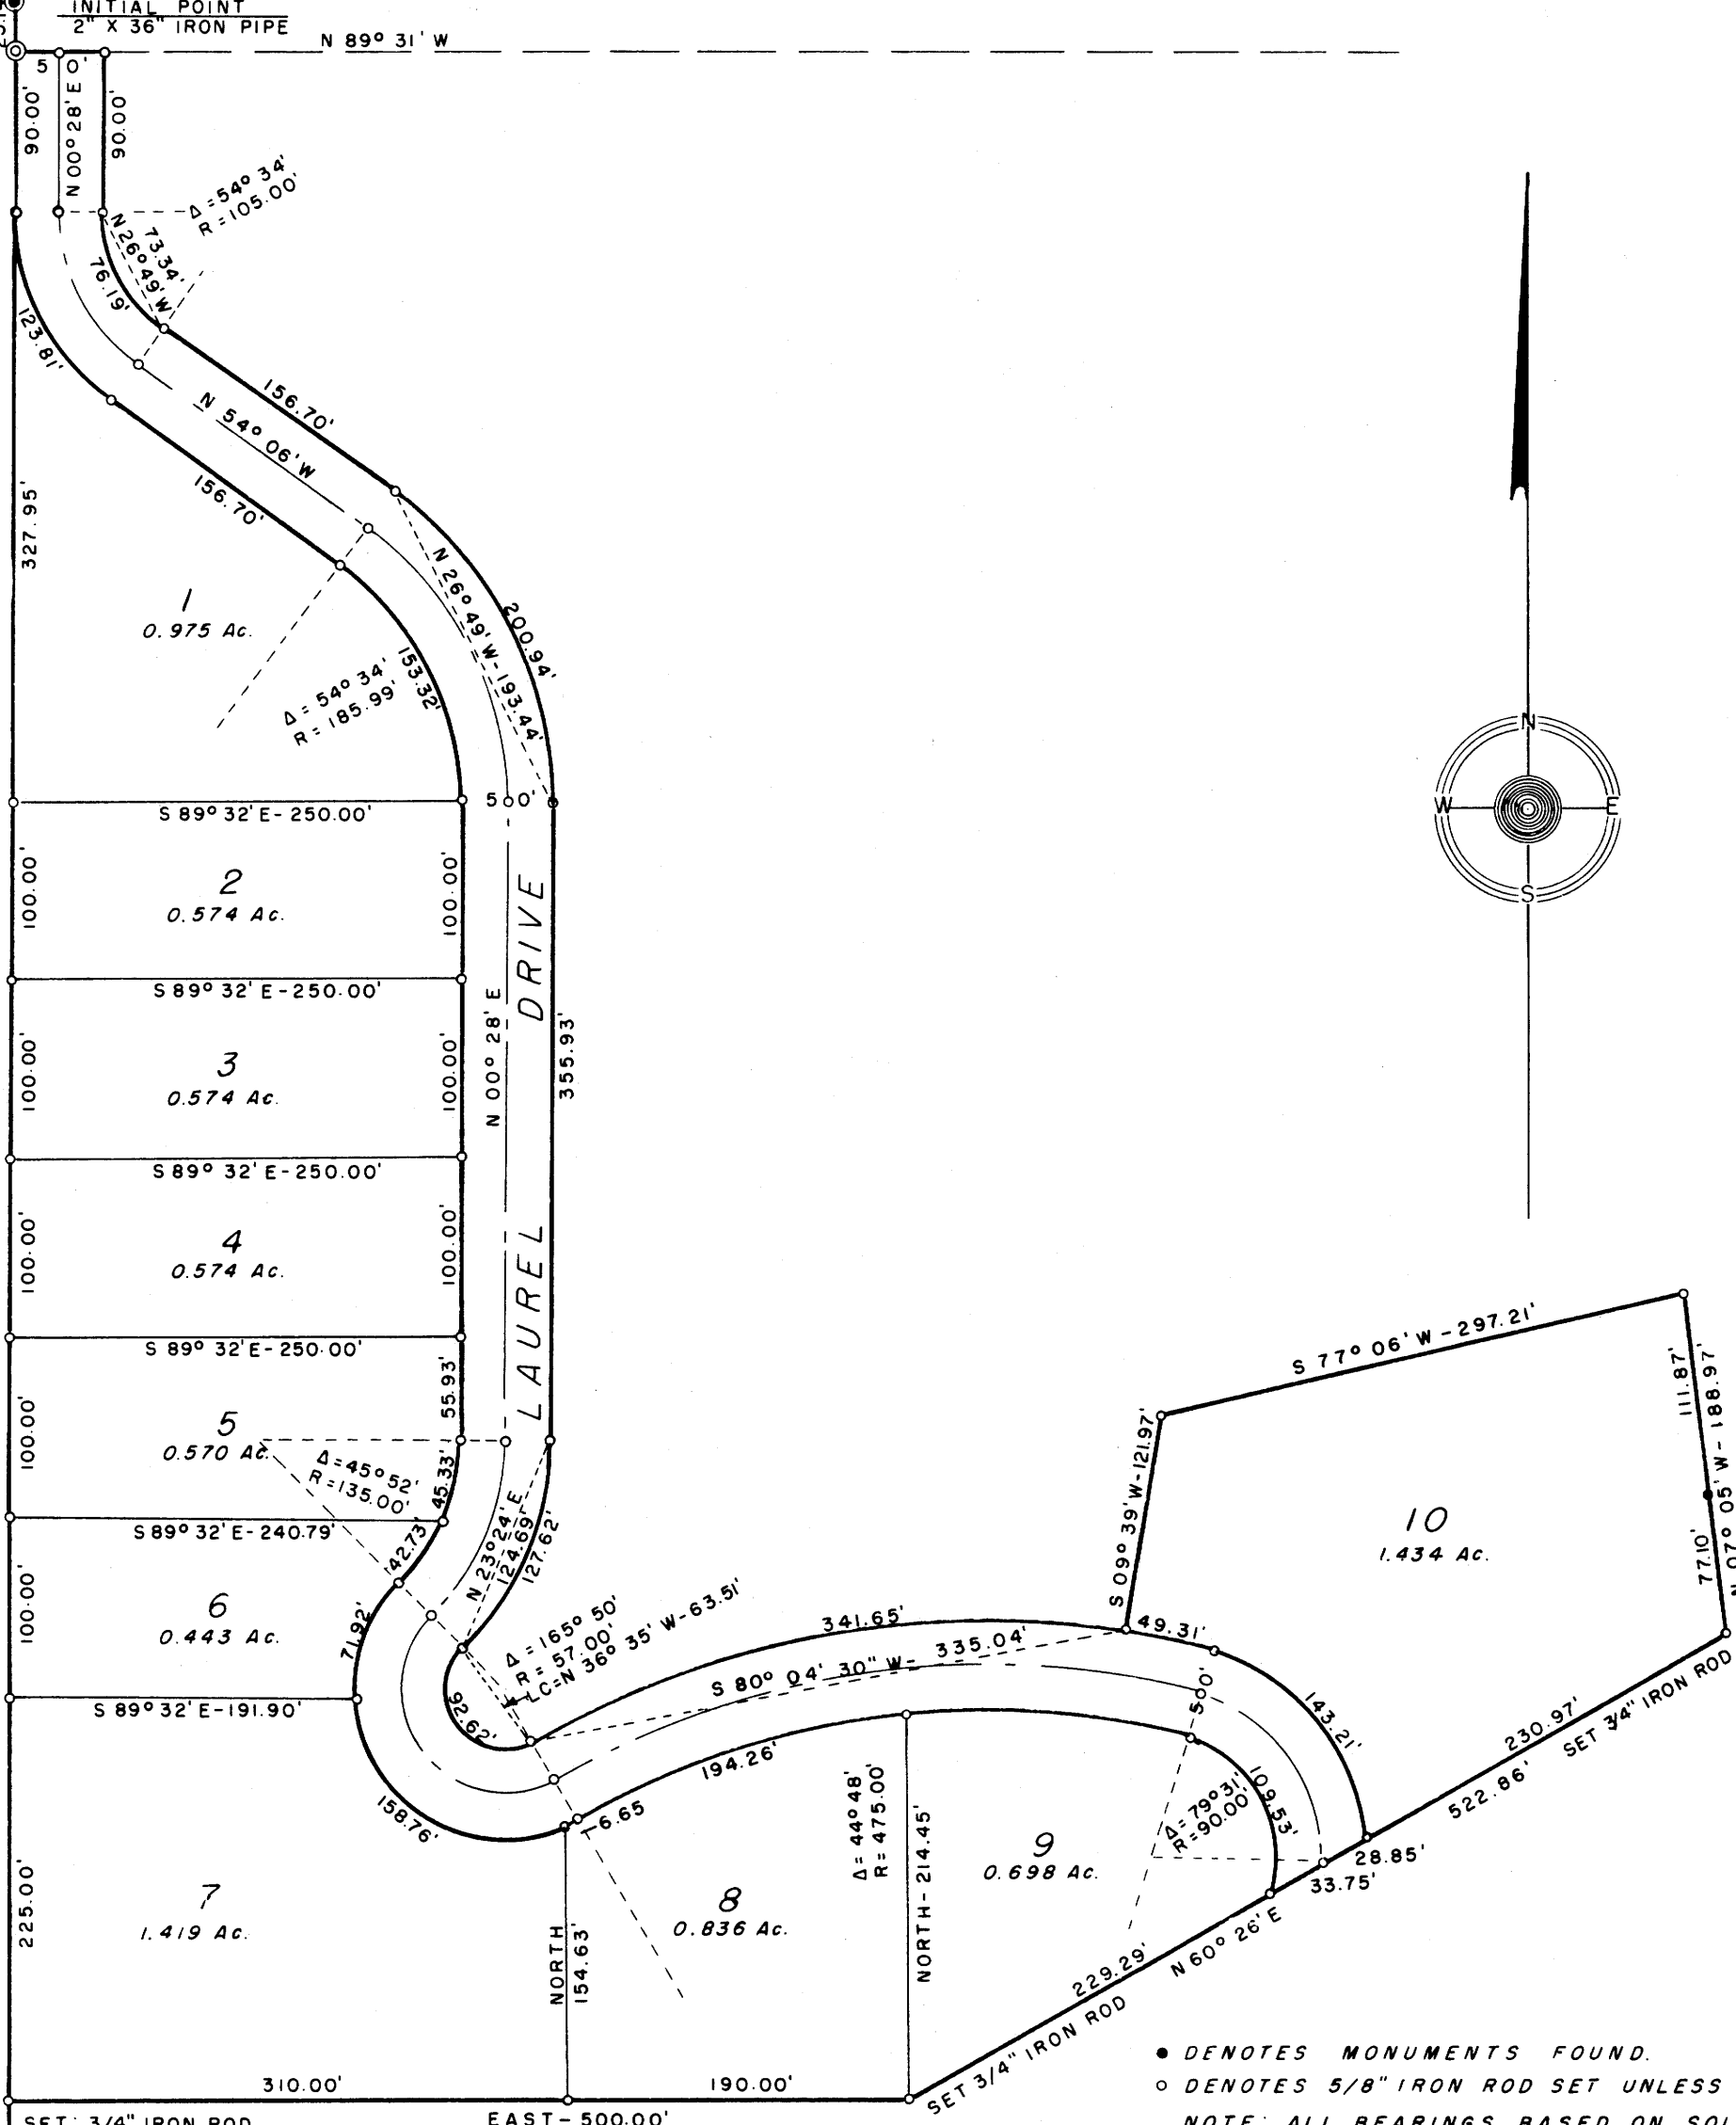 INITIAL POINT
2" X 36" IRON PIPE
N 89° 31' W
5 0'
90.00'
N 00° 28' E
90.00'
Δ = 54° 34'
R = 105.00'
73.34'
N 26° 49' W
76.19'
123.81'
156.70'
N 54° 06' W
156.70'
327.95'
N 26° 49' W - 193.44'
200.94'
1
0.975 Ac.
153.32'
Δ = 54° 34'
R = 185.99'
N
W E
S
S 89° 32' E - 250.00'
5 0'
100.00'
2
0.574 Ac.
100.00'
DRIVE
S 89° 32' E - 250.00'
N 00° 28' E
355.93'
100.00'
3
0.574 Ac.
100.00'
S 89° 32' E - 250.00'
100.00'
4
0.574 Ac.
100.00'
LAUREL
S 89° 32' E - 250.00'
S 77° 06' W - 297.21'
111.87'
N 07° 05' W - 188.97'
77.10'
100.00'
5
0.570 Ac.
55.93'
Δ = 45° 52'
R = 135.00'
45.33'
S 89° 32' E - 240.79'
42.73'
N 23° 24' E
124.69'
127.62'
S 09° 39' W - 121.97'
10
1.434 Ac.
100.00'
6
0.443 Ac.
71.92'
Δ = 165° 50'
R = 57.00'
LC = N 36° 35' W - 63.51'
341.65'
49.31'
S 80° 04' 30" W - 335.04'
S 89° 32' E - 191.90'
92.62'
50'
143.21'
230.97'
SET 3/4" IRON ROD
522.86'
194.26'
158.76'
6.65
Δ = 44° 48'
R = 475.00'
Δ = 79° 31'
R = 90.00'
109.53'
28.85'
33.75'
225.00'
7
1.419 Ac.
NORTH
154.63'
8
0.836 Ac.
NORTH - 214.45'
9
0.698 Ac.
229.29'
N 60° 26' E
SET 3/4" IRON ROD
● DENOTES MONUMENTS FOUND.
○ DENOTES 5/8" IRON ROD SET UNLESS
310.00'
190.00'
SET: 3/4" IRON ROD
EAST - 500.00'
NOTE: ALL BEARINGS BASED ON